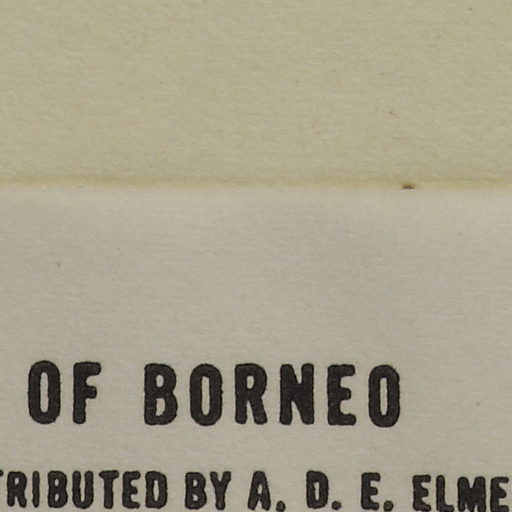 OF BORNEO
TRIBUTED BY A. D. E. ELME